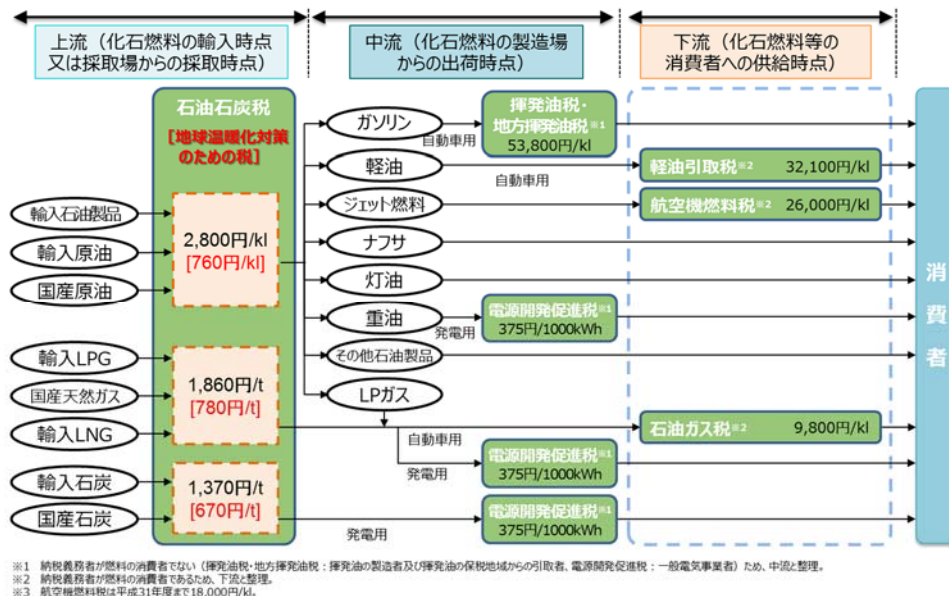 上流（化石燃料の輸入時点
又は採取場からの採取時点）
中流（化石燃料の製造場
からの出荷時点）
下流（化石燃料等の
消費者への供給時点）
石油石炭税
[地球温暖化対策
のための税]
輸入石油製品
輸入原油
国産原油
2,800円/kl
[760円/kl]
輸入LPG
国産天然ガス
輸入LNG
1,860円/t
[780円/t]
輸入石炭
国産石炭
1,370円/t
[670円/t]
ガソリン
自動車用
揮発油税・
地方揮発油税※1
53,800円/kl
軽油
自動車用
軽油引取税※2 32,100円/kl
ジェット燃料
航空機燃料税※2 26,000円/kl
ナフサ
灯油
重油
発電用
電源開発促進税※1
375円/1000kWh
その他石油製品
LPガス
自動車用
石油ガス税※2 9,800円/kl
発電用
電源開発促進税※1
375円/1000kWh
発電用
電源開発促進税※1
375円/1000kWh
消費者
※1 納税義務者が燃料の消費者でない（揮発油税・地方揮発油税：揮発油の製造者及び揮発油の保税地域からの引取者、電源開発促進税：一般電気事業者）ため、中流と整理。
※2 納税義務者が燃料の消費者であるため、下流と整理。
※3 航空機燃料税は平成31年度まで18,000円/kl。